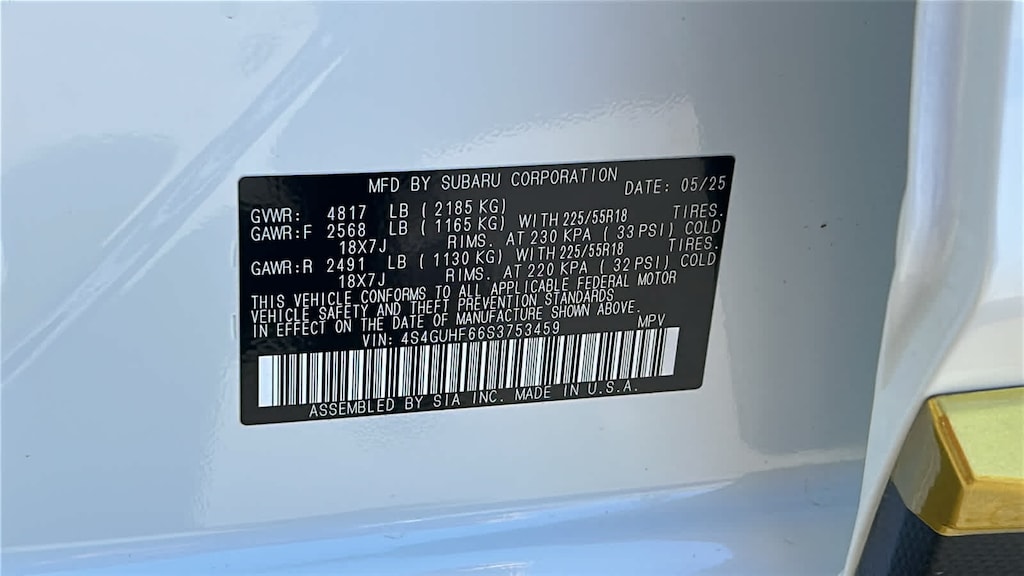 MFD BY SUBARU CORPORATION DATE: 05/25
GVWR: 4817 LB ( 2185 KG)
GAWR:F 2568 LB ( 1165 KG) WITH 225/55R18 TIRES.
18X7J RIMS. AT 230 KPA ( 33 PSI) COLD
GAWR:R 2491 LB ( 1130 KG) WITH 225/55R18 TIRES.
18X7J RIMS. AT 220 KPA ( 32 PSI) COLD
THIS VEHICLE CONFORMS TO ALL APPLICABLE FEDERAL MOTOR
VEHICLE SAFETY AND THEFT PREVENTION STANDARDS
IN EFFECT ON THE DATE OF MANUFACTURE SHOWN ABOVE.
VIN: 4S4GUHF66S3753459 MPV
ASSEMBLED BY SIA INC. MADE IN U.S.A.